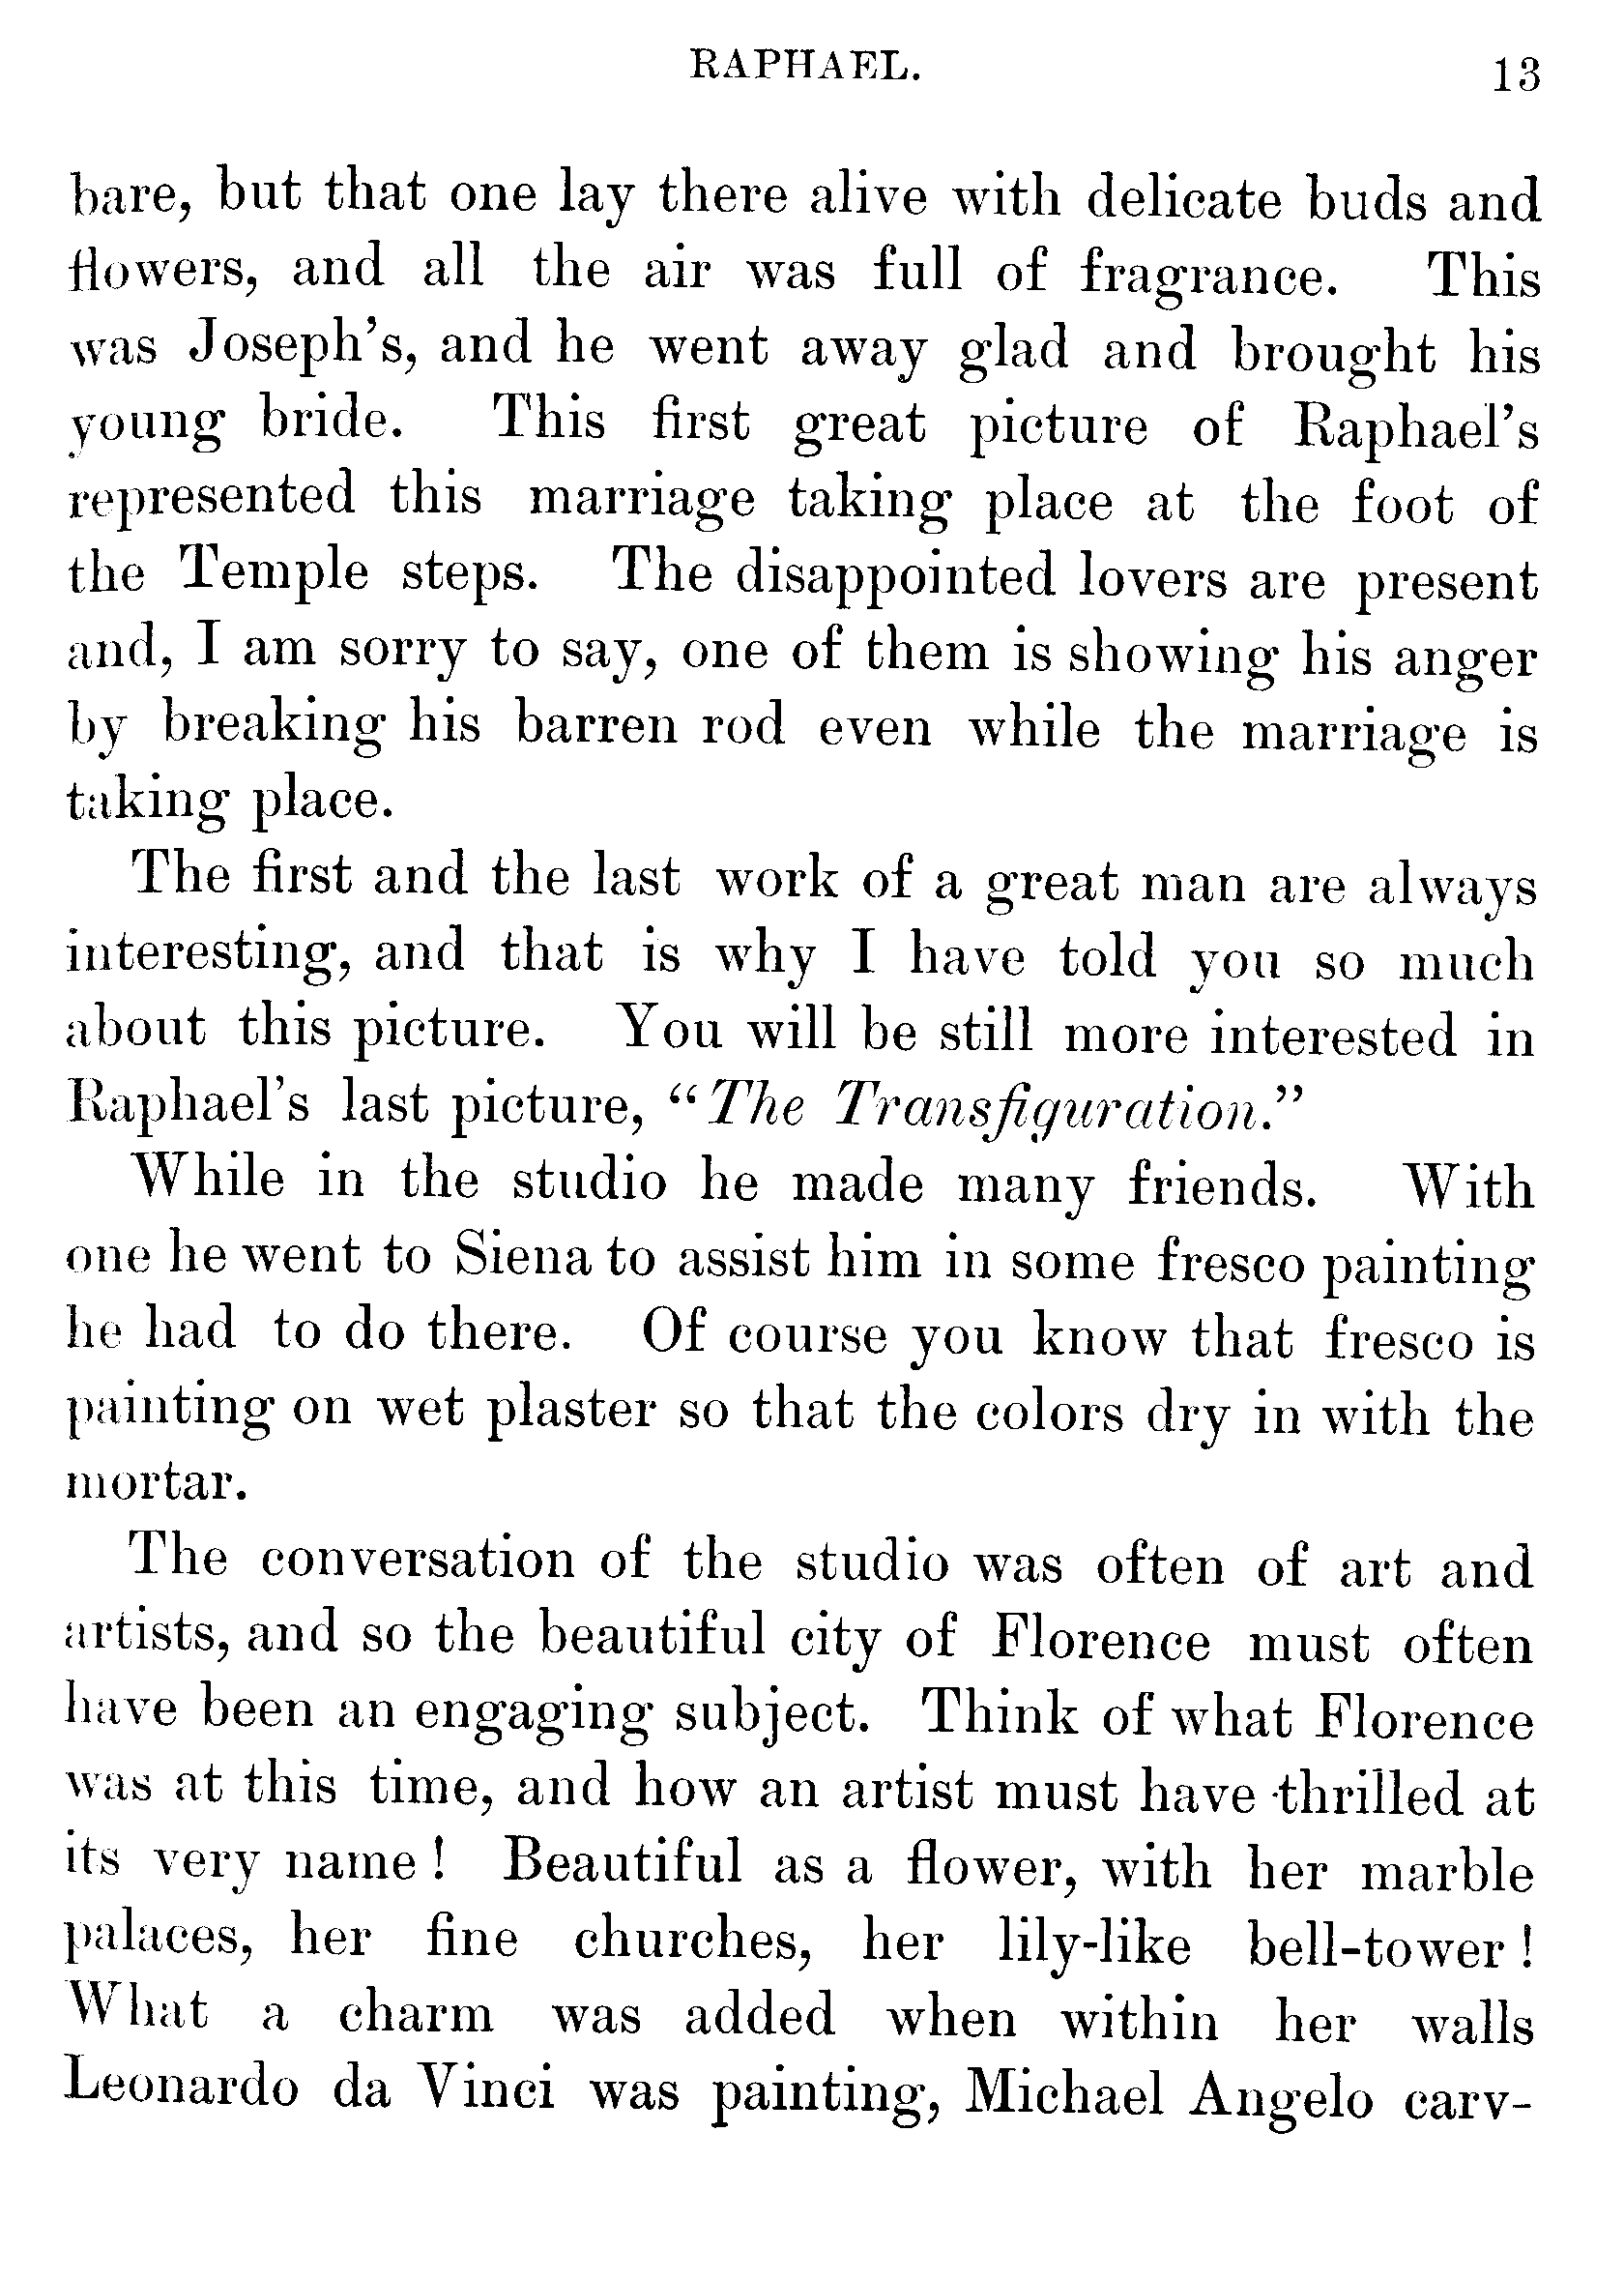 RAPHAEL. 13
bare, but that one lay there alive with delicate buds and
flowers, and all the air was full of fragrance. This
was Joseph's, and he went away glad and brought his
young bride. This first great picture of Raphael's
represented this marriage taking place at the foot of
the Temple steps. The disappointed lovers are present
and, I am sorry to say, one of them is showing his anger
by breaking his barren rod even while the marriage is
taking place.
The first and the last work of a great man are always
interesting, and that is why I have told you so much
about this picture. You will be still more interested in
Raphael's last picture, “The Transfiguration.”
While in the studio he made many friends. With
one he went to Siena to assist him in some fresco painting
he had to do there. Of course you know that fresco is
painting on wet plaster so that the colors dry in with the
mortar.
The conversation of the studio was often of art and
artists, and so the beautiful city of Florence must often
have been an engaging subject. Think of what Florence
was at this time, and how an artist must have thrilled at
its very name! Beautiful as a flower, with her marble
palaces, her fine churches, her lily-like bell-tower!
What a charm was added when within her walls
Leonardo da Vinci was painting, Michael Angelo carv-